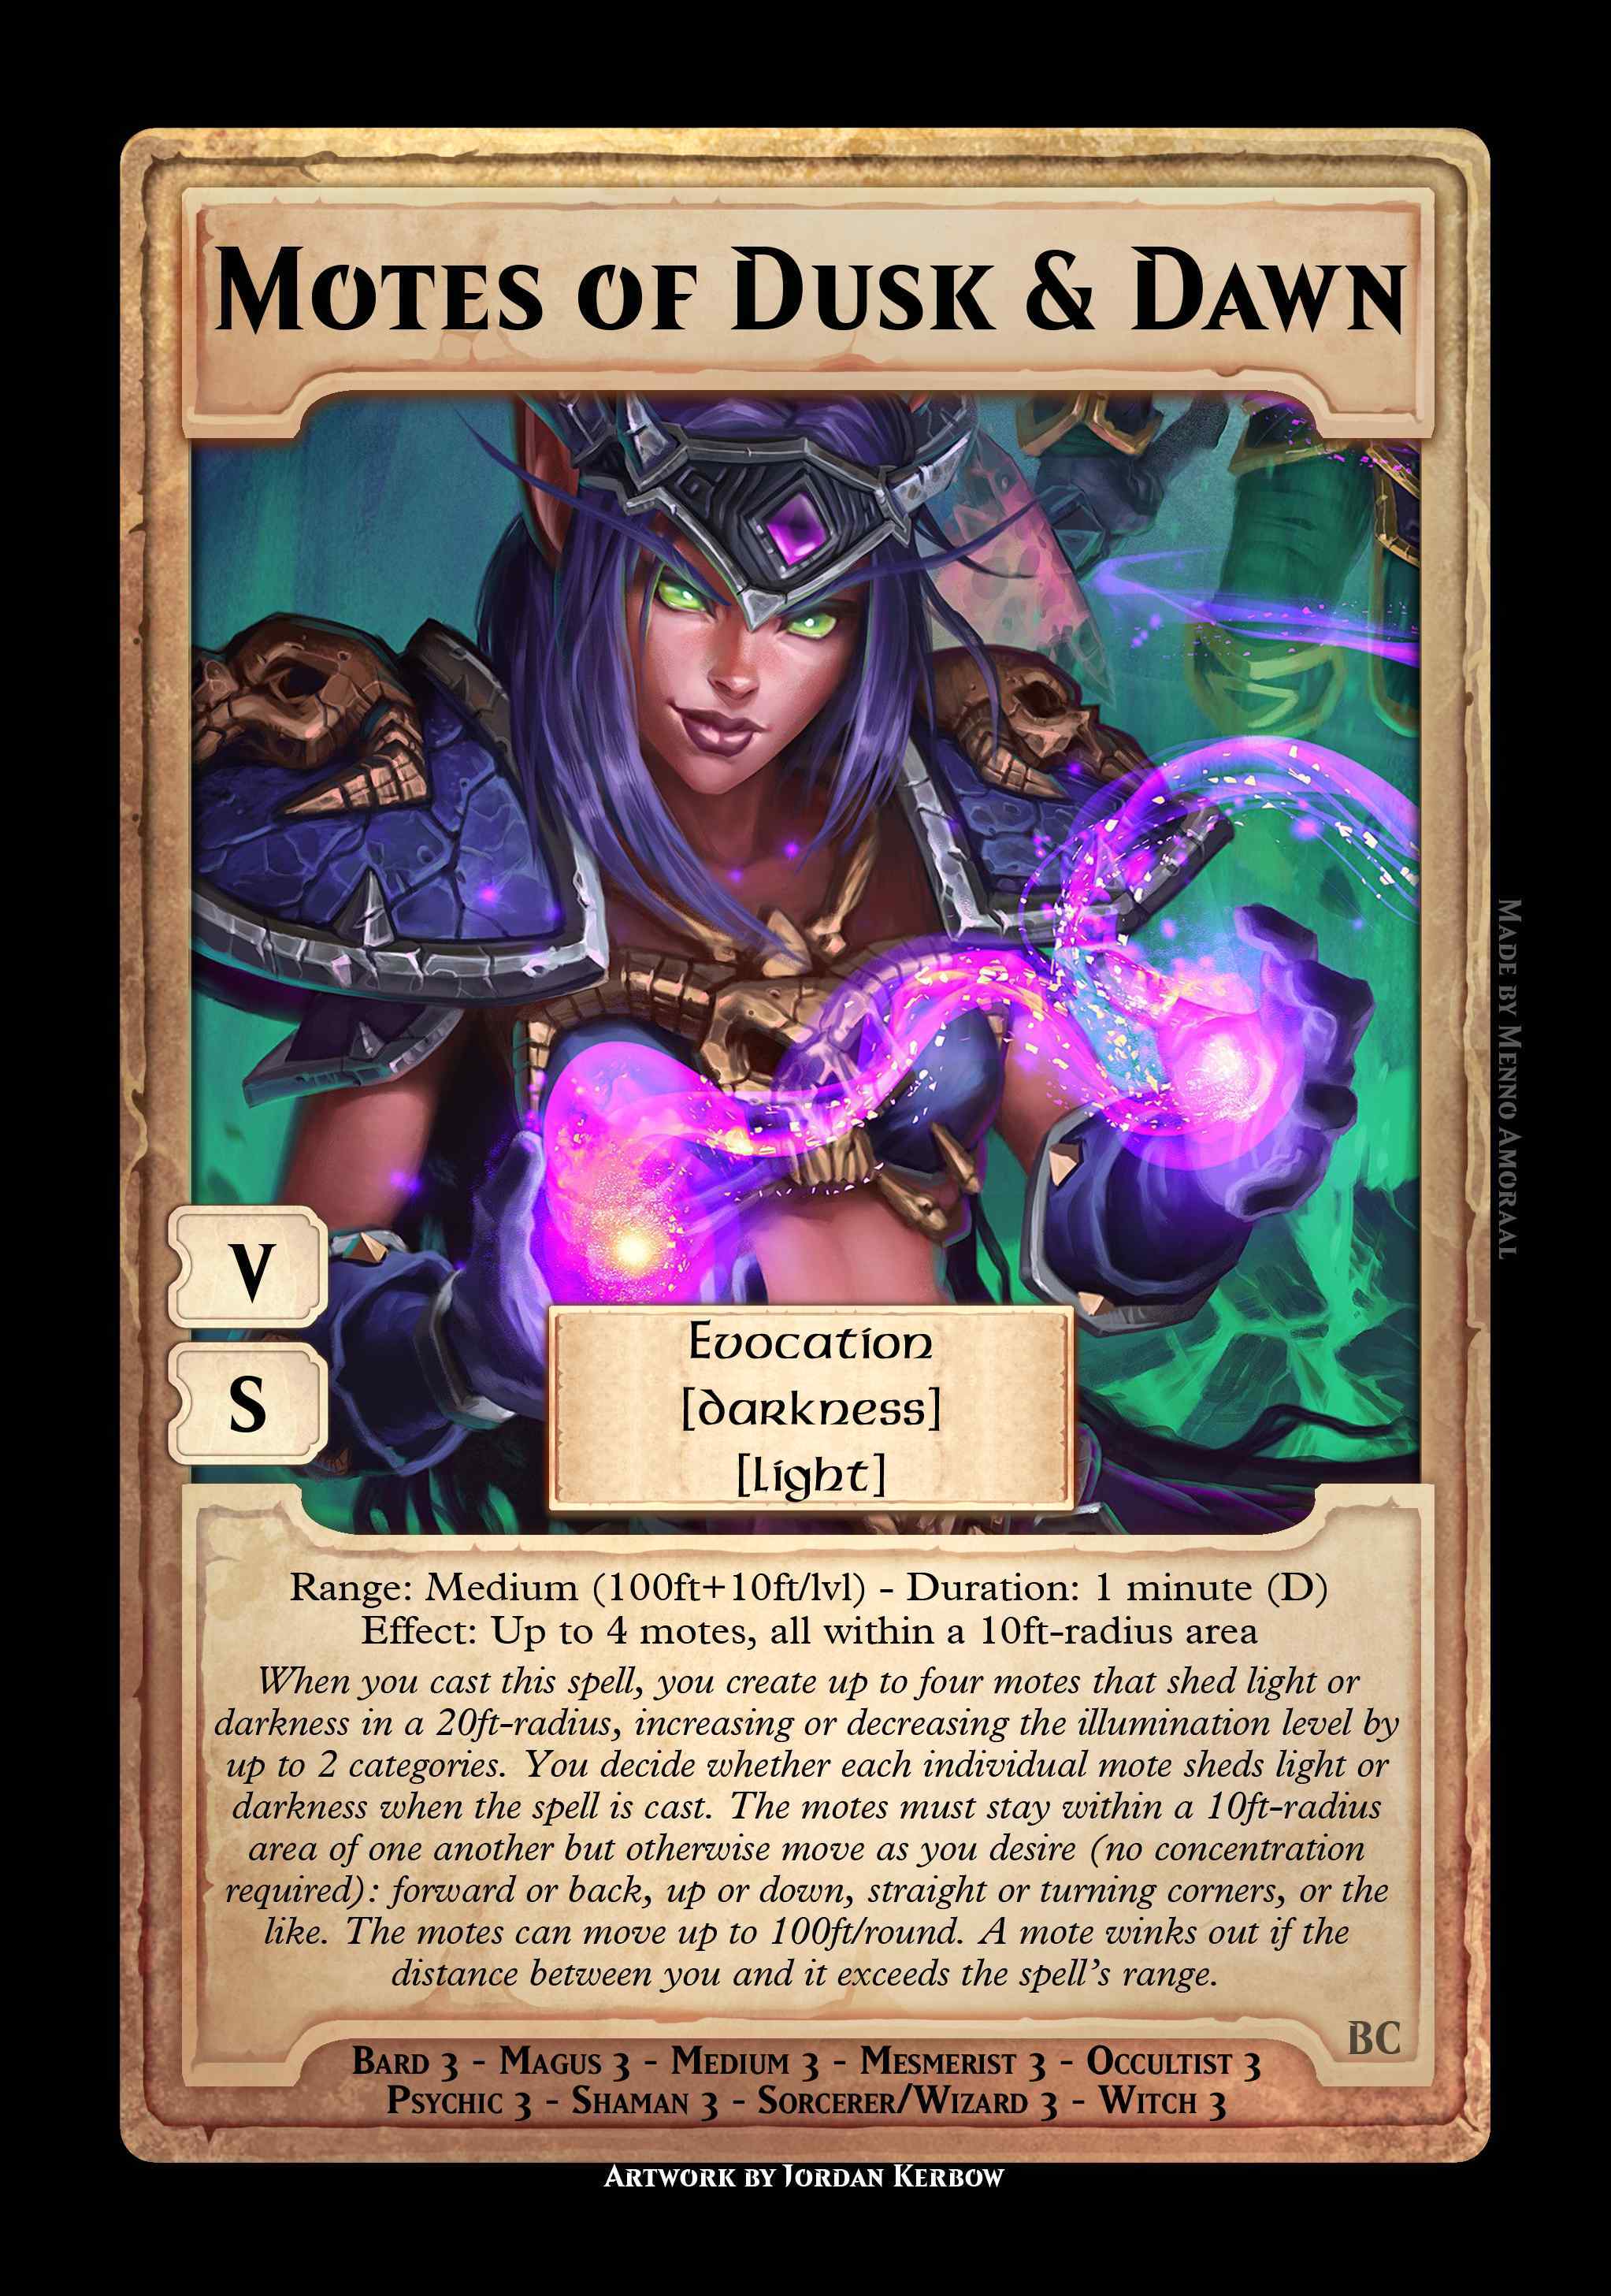 Motes of Dusk & Dawn
V
S
Evocation
[darkness]
[Light]
Range: Medium (100ft+10ft/lvl) - Duration: 1 minute (D)
Effect: Up to 4 motes, all within a 10ft-radius area
When you cast this spell, you create up to four motes that shed light or
darkness in a 20ft-radius, increasing or decreasing the illumination level by
up to 2 categories. You decide whether each individual mote sheds light or
darkness when the spell is cast. The motes must stay within a 10ft-radius
area of one another but otherwise move as you desire (no concentration
required): forward or back, up or down, straight or turning corners, or the
like. The motes can move up to 100ft/round. A mote winks out if the
distance between you and it exceeds the spell's range.
BC
Bard 3 - Magus 3 - Medium 3 - Mesmerist 3 - Occultist 3
Psychic 3 - Shaman 3 - Sorcerer/Wizard 3 - Witch 3
Artwork by Jordan Kerbow
Made by Menno Amoraal